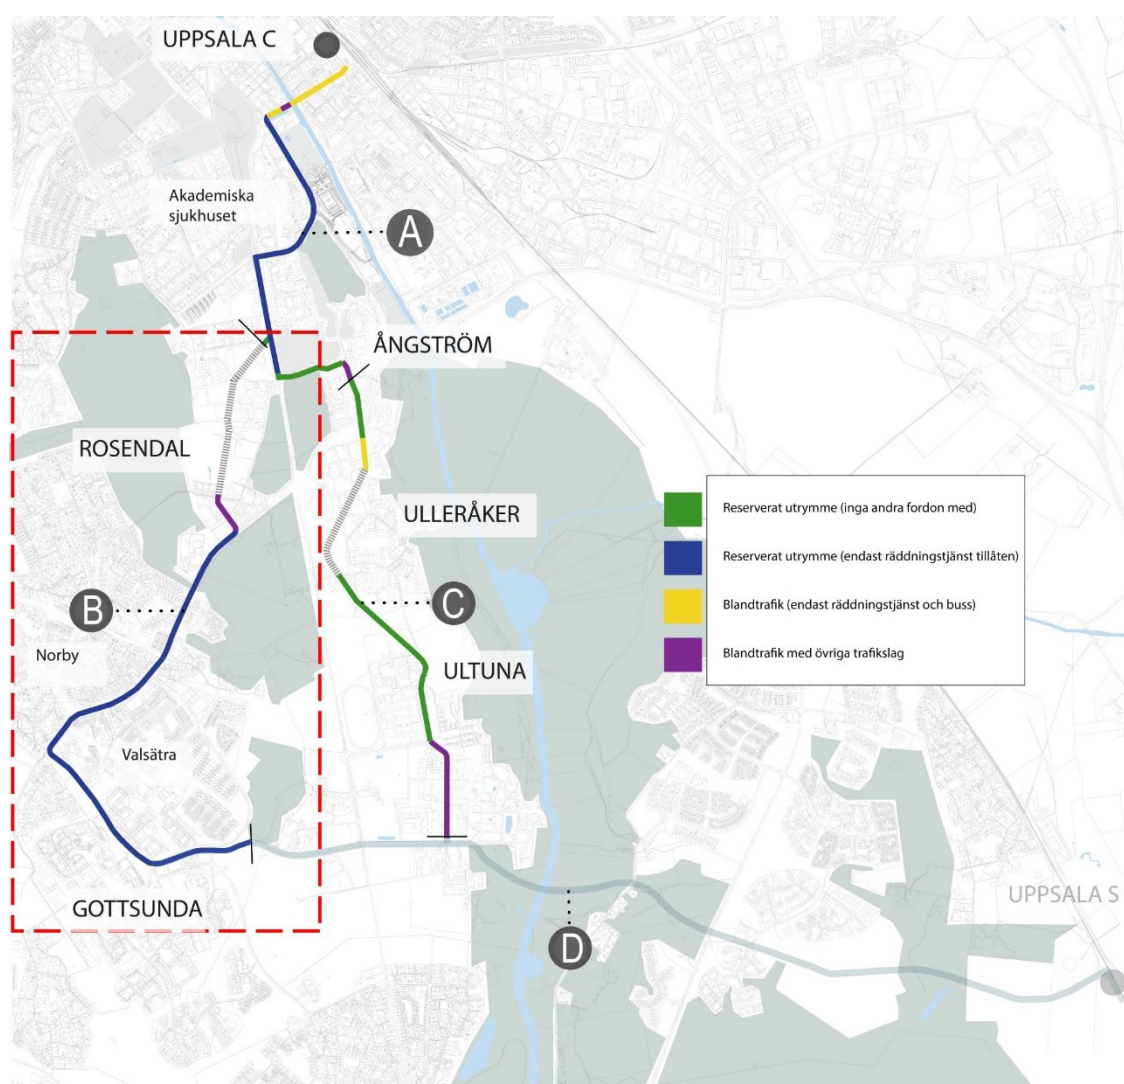 UPPSALA C
Akademiska
sjukhuset
A
ÅNGSTRÖM
ROSENDAL
ULLERÅKER
Reserverat utrymme (inga andra fordon med)
Reserverat utrymme (endast räddningstjänst tillåten)
Blandtrafik (endast räddningstjänst och buss)
Blandtrafik med övriga trafikslag
B
C
Norby
ULTUNA
Valsätra
UPPSALA S
GOTTSUNDA
D